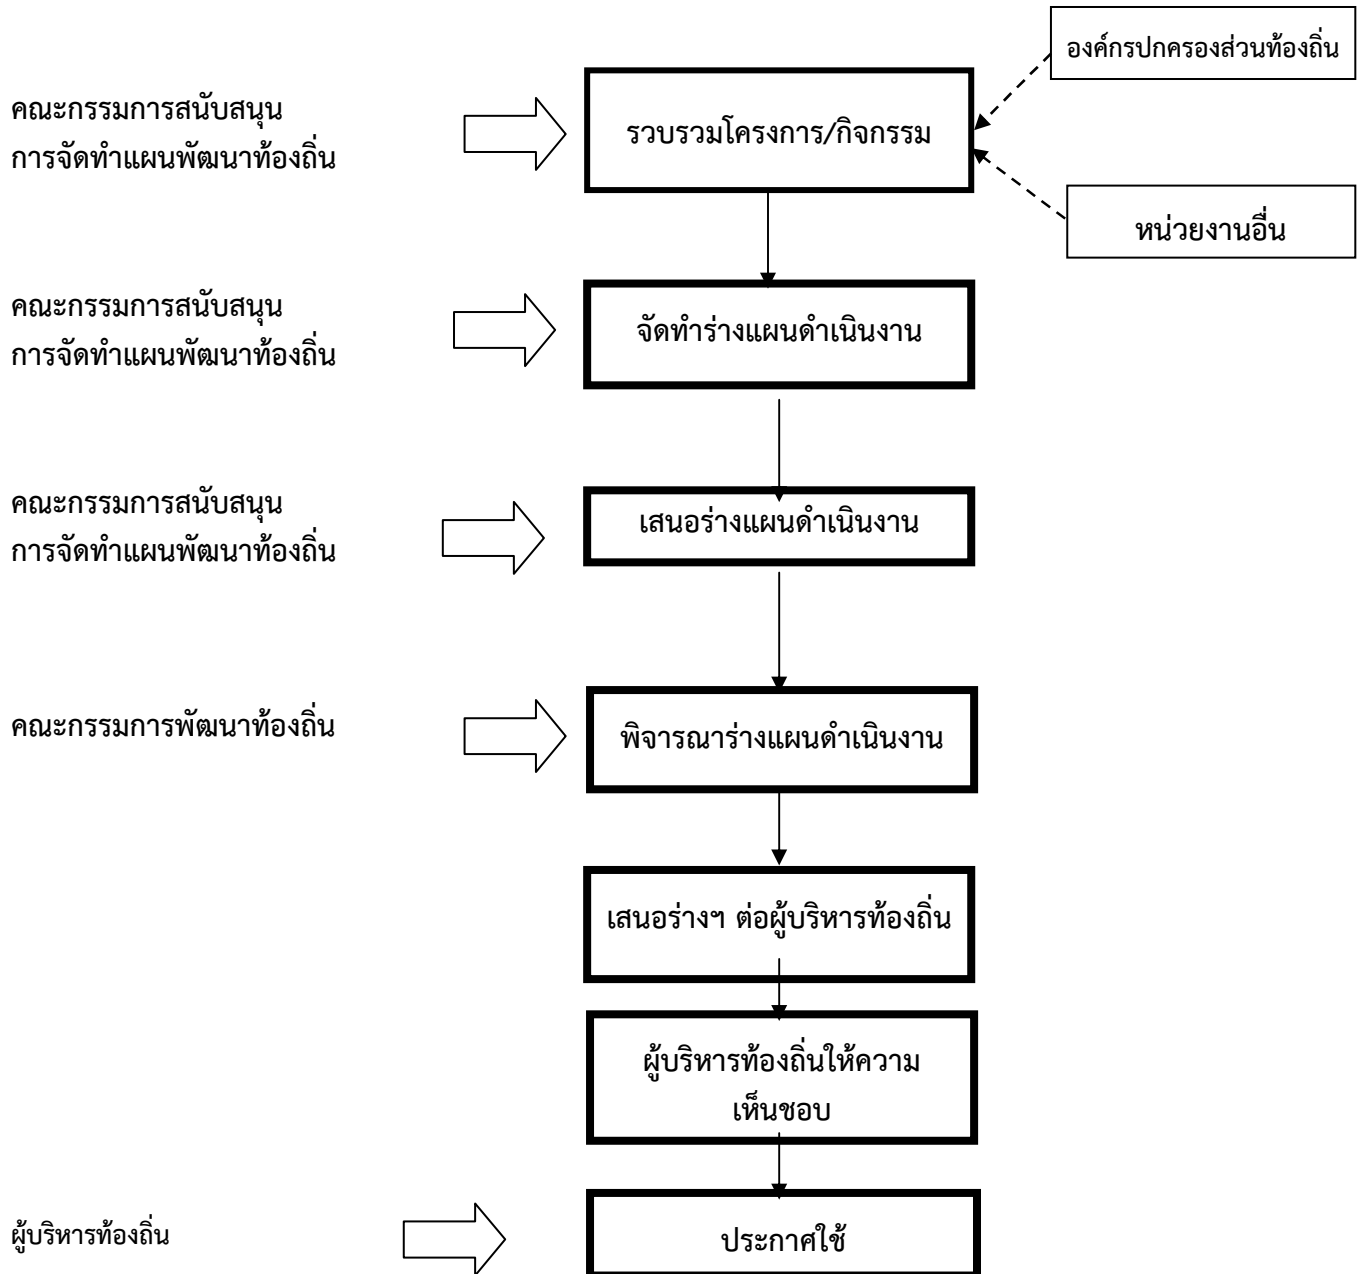 องค์กรปกครองส่วนท้องถิ่น
คณะกรรมการสนับสนุน
การจัดทำแผนพัฒนาท้องถิ่น
รวบรวมโครงการ/กิจกรรม
หน่วยงานอื่น
คณะกรรมการสนับสนุน
การจัดทำแผนพัฒนาท้องถิ่น
จัดทำร่างแผนดำเนินงาน
คณะกรรมการสนับสนุน
การจัดทำแผนพัฒนาท้องถิ่น
เสนอร่างแผนดำเนินงาน
คณะกรรมการพัฒนาท้องถิ่น
พิจารณาร่างแผนดำเนินงาน
เสนอร่างฯ ต่อผู้บริหารท้องถิ่น
ผู้บริหารท้องถิ่นให้ความ
เห็นชอบ
ผู้บริหารท้องถิ่น
ประกาศใช้